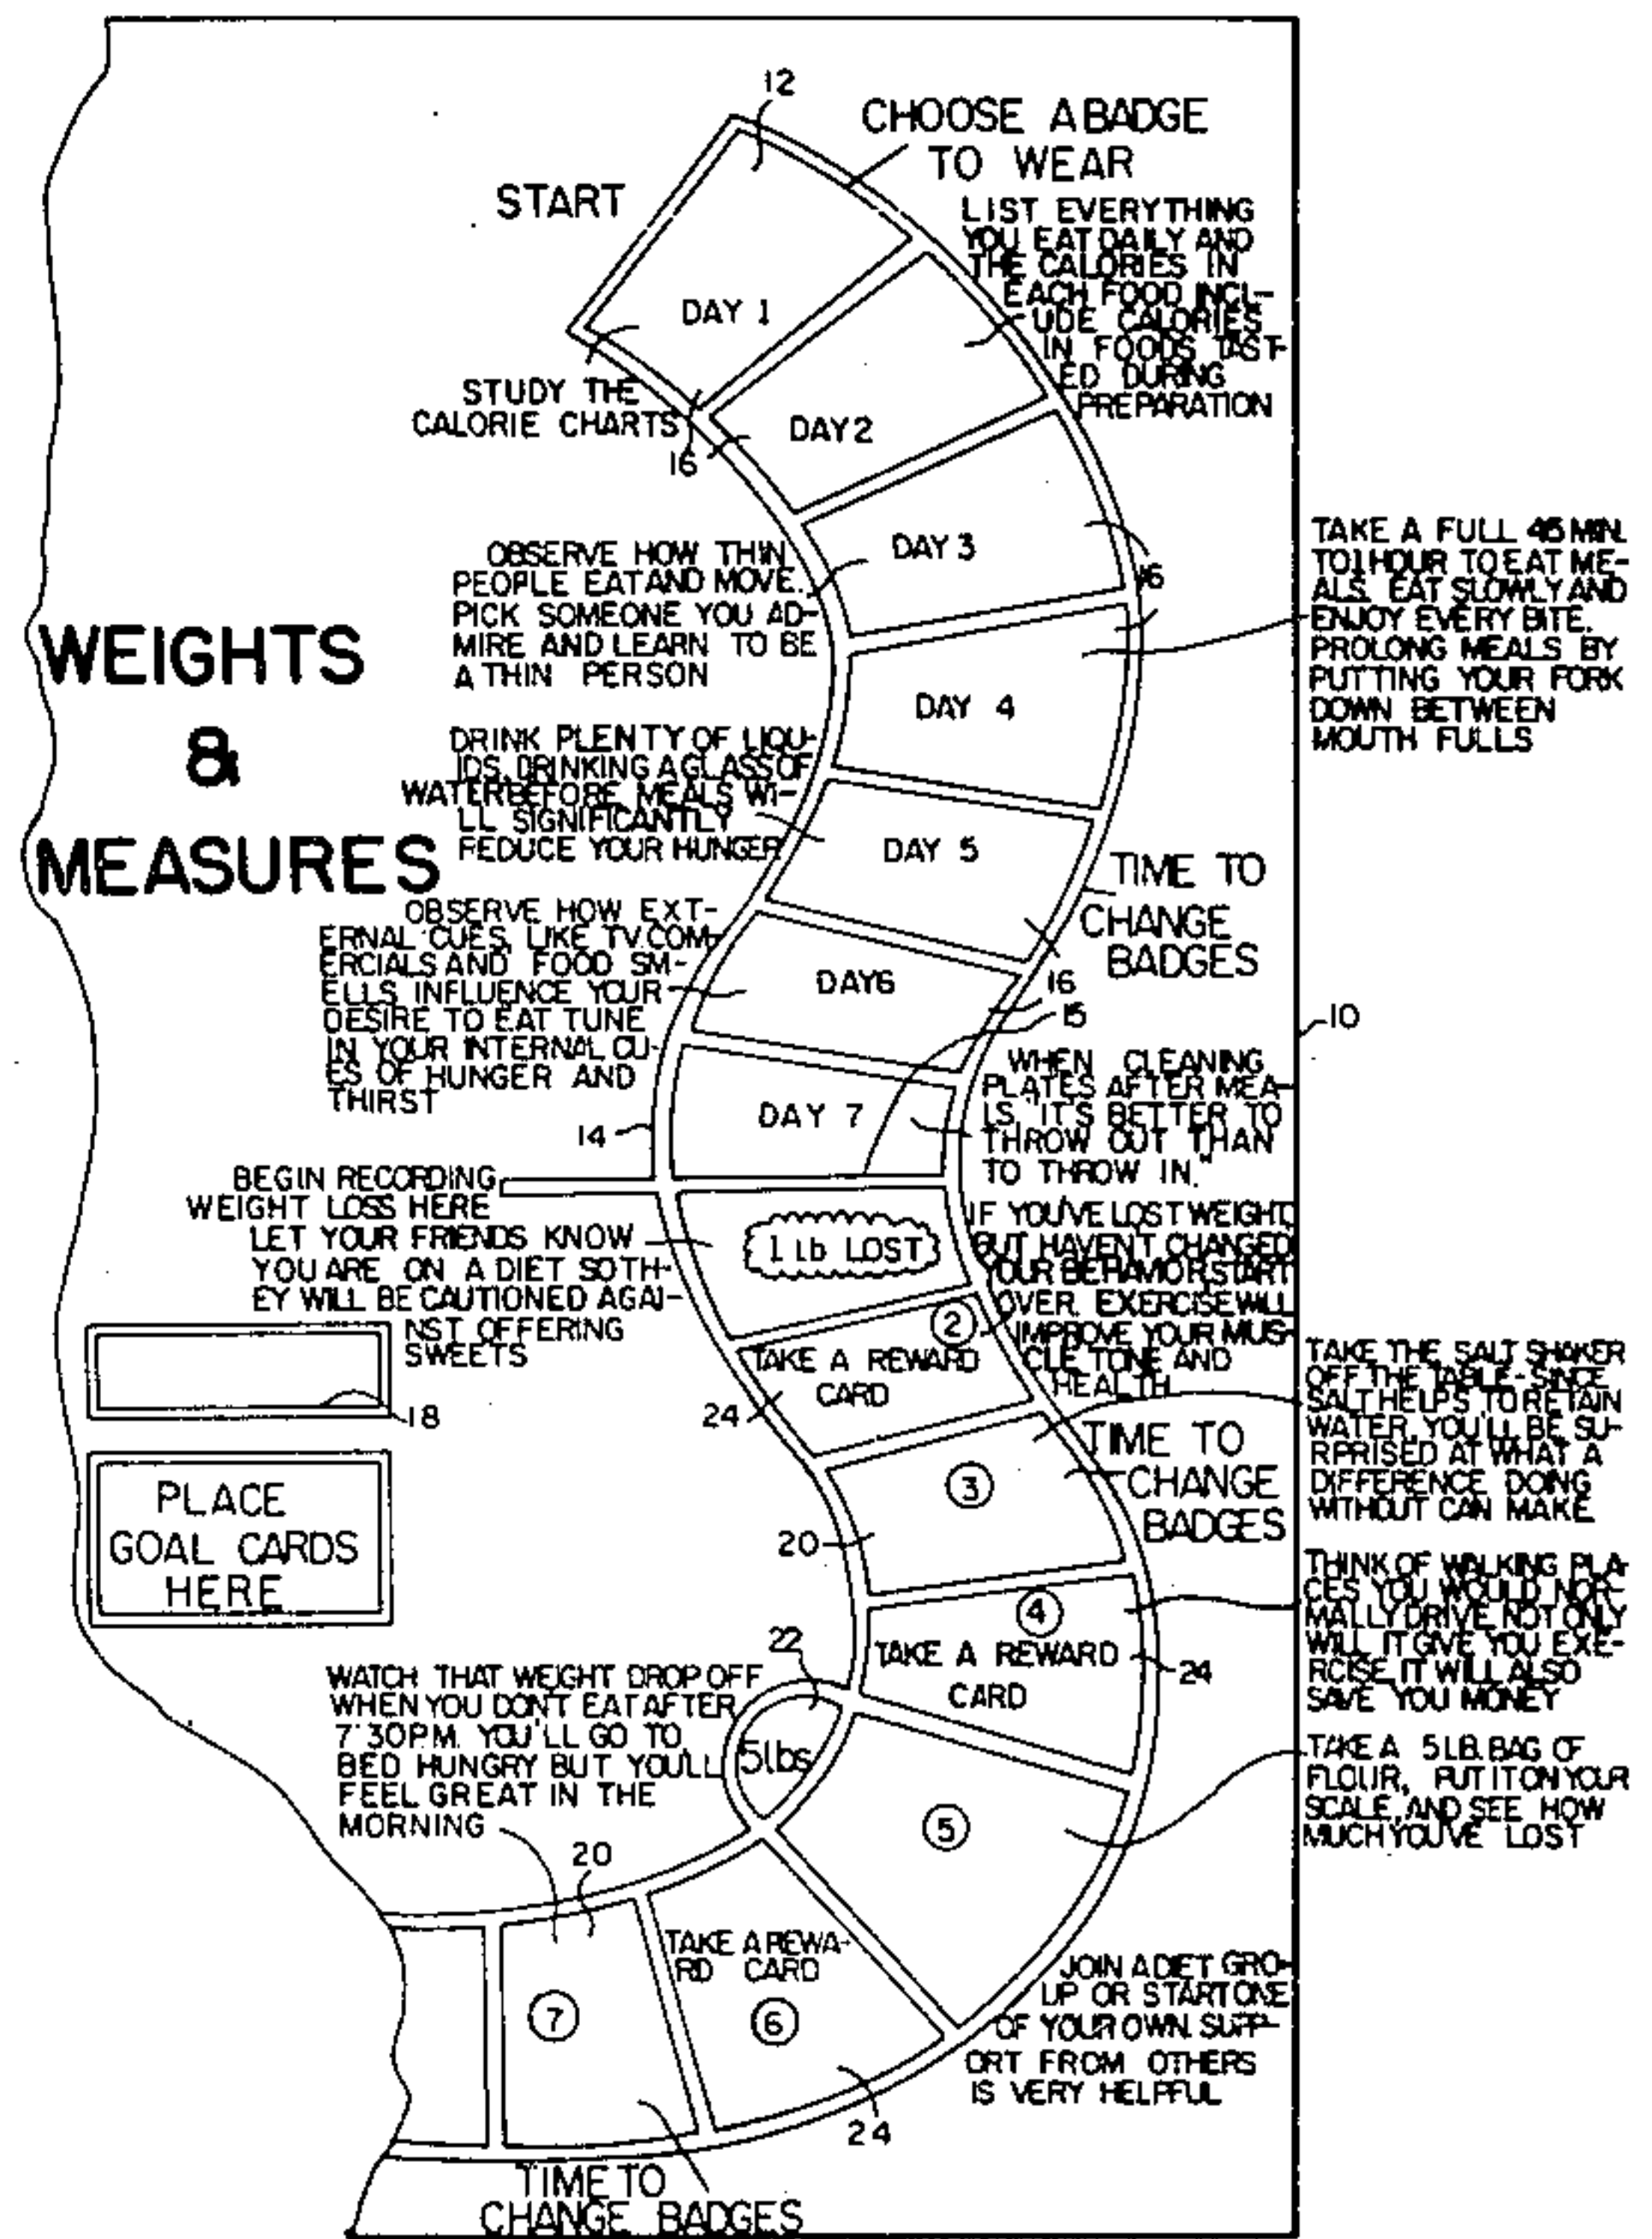 12
CHOOSE A BADGE
TO WEAR
START
LIST EVERYTHING
YOU EAT DAILY AND
THE CALORIES IN
EACH FOOD INCL-
UDE CALORIES
IN FOODS TAST-
ED DURING
PREPARATION
DAY 1
STUDY THE
CALORIE CHARTS
16
DAY 2
OBSERVE HOW THIN
PEOPLE EAT AND MOVE.
PICK SOMEONE YOU AD-
MIRE AND LEARN TO BE
A THIN PERSON
DAY 3
16
TAKE A FULL 45 MIN.
TO 1 HOUR TO EAT ME-
ALS. EAT SLOWLY AND
ENJOY EVERY BITE.
PROLONG MEALS BY
PUTTING YOUR FORK
DOWN BETWEEN
MOUTH FULLS
WEIGHTS
&
MEASURES
DAY 4
DRINK PLENTY OF LIQU-
IDS. DRINKING A GLASS OF
WATER BEFORE MEALS WI-
LL SIGNIFICANTLY
REDUCE YOUR HUNGER
DAY 5
TIME TO
CHANGE
BADGES
OBSERVE HOW EXT-
ERNAL CUES, LIKE TV. COM-
ERCIALS AND FOOD SM-
ELLS INFLUENCE YOUR
DESIRE TO EAT TUNE
IN YOUR INTERNAL CU-
ES OF HUNGER AND
THIRST
DAY6
16
15
10
WHEN CLEANING
PLATES AFTER MEA-
LS "IT'S BETTER TO
THROW OUT THAN
TO THROW IN."
DAY 7
14
BEGIN RECORDING
WEIGHT LOSS HERE
LET YOUR FRIENDS KNOW
YOU ARE ON A DIET SO TH-
EY WILL BE CAUTIONED AGAI-
NST OFFERING
SWEETS
1 Lb LOST
IF YOU'VE LOST WEIGHT,
BUT HAVEN'T CHANGED
YOUR BEHAVIOR, START
OVER. EXERCISE WILL
IMPROVE YOUR MUS-
CLE TONE AND
HEALTH
2
TAKE A REWARD
CARD
24
18
TAKE THE SALT SHAKER
OFF THE TABLE-SINCE
SALT HELPS TO RETAIN
WATER, YOU'LL BE SU-
RPRISED AT WHAT A
DIFFERENCE DOING
WITHOUT CAN MAKE
TIME TO
CHANGE
BADGES
3
20
PLACE
GOAL CARDS
HERE
THINK OF WALKING PLA-
CES YOU WOULD NOR-
MALLY DRIVE. NOT ONLY
WILL IT GIVE YOU EXE-
RCISE, IT WILL ALSO
SAVE YOU MONEY
4
TAKE A REWARD
CARD
24
22
5lbs
WATCH THAT WEIGHT DROP OFF
WHEN YOU DON'T EAT AFTER
7:30P.M. YOU'LL GO TO
BED HUNGRY BUT YOU'LL
FEEL GREAT IN THE
MORNING
TAKE A 5 LB. BAG OF
FLOUR, PUT IT ON YOUR
SCALE, AND SEE HOW
MUCH YOU'VE LOST
5
20
TAKE A REWA-
RD CARD
6
24
7
JOIN A DIET GRO-
UP OR START ONE
OF YOUR OWN. SUPP-
ORT FROM OTHERS
IS VERY HELPFUL
TIME TO
CHANGE BADGES